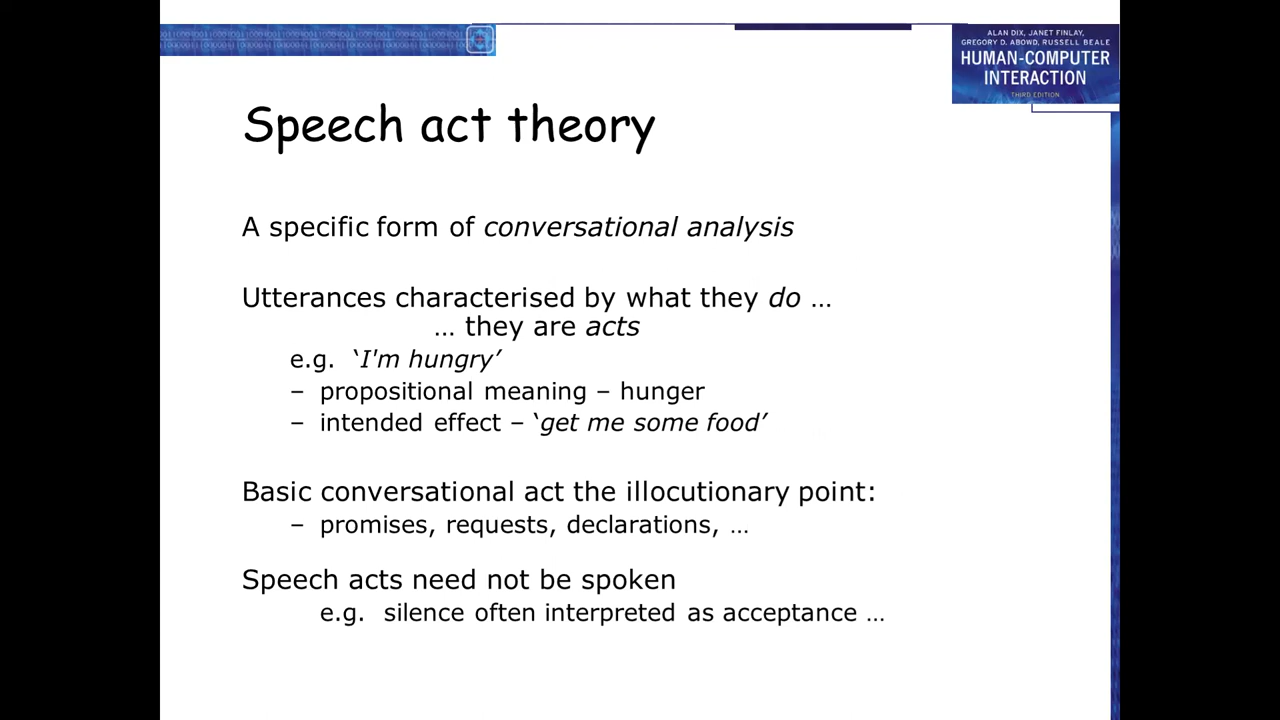 ALAN DIX, JANET FINLAY,
GREGORY D. ABOWD, RUSSELL BEALE
HUMAN-COMPUTER
INTERACTION
THIRD EDITION
Speech act theory
A specific form of conversational analysis
Utterances characterised by what they do …
… they are acts
e.g. ‘I'm hungry’
– propositional meaning – hunger
– intended effect – ‘get me some food’
Basic conversational act the illocutionary point:
– promises, requests, declarations, …
Speech acts need not be spoken
e.g. silence often interpreted as acceptance …